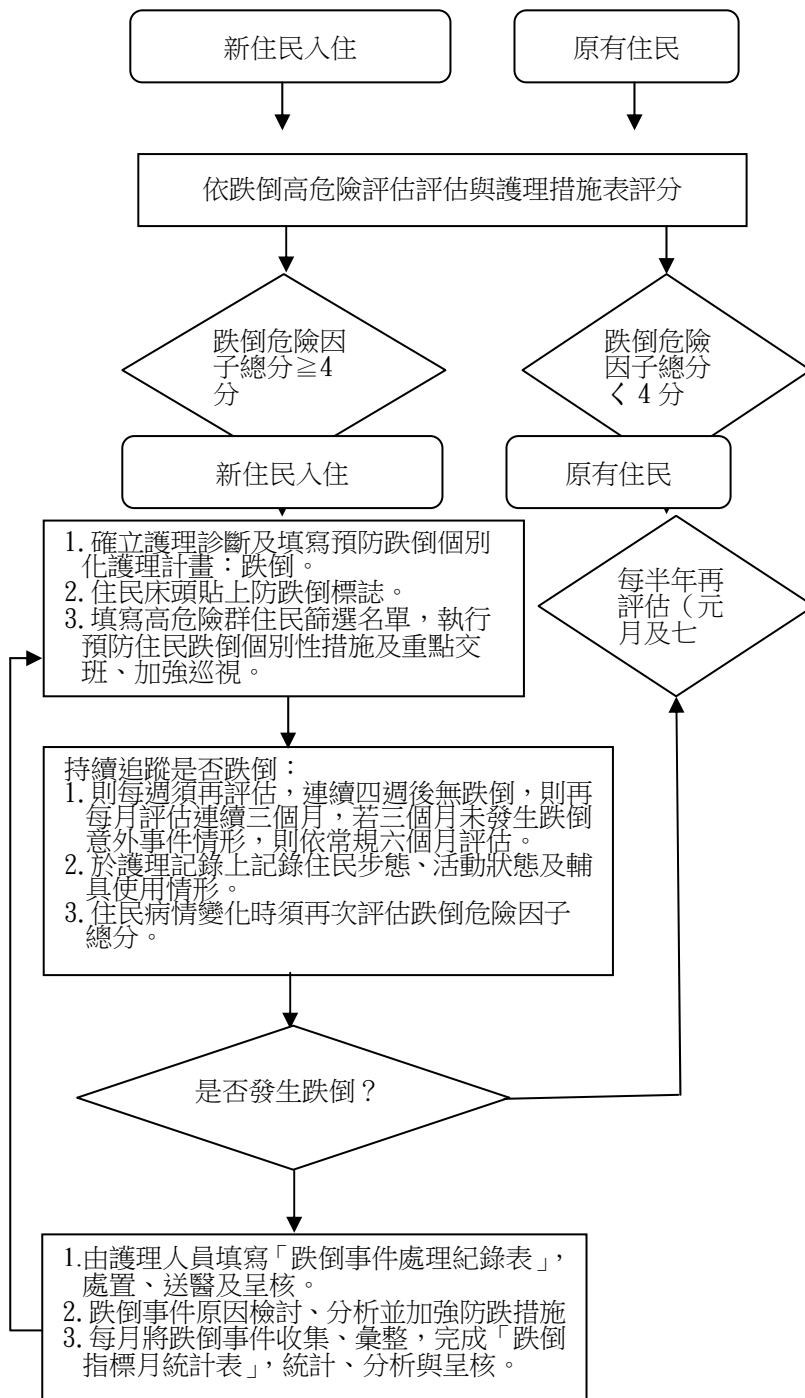 新住民入住
原有住民
依跌倒高危險評估評估與護理措施表評分
跌倒危險因
子總分≧4
分
跌倒危險
因子總分
く 4 分
新住民入住
原有住民
1. 確立護理診斷及填寫預防跌倒個別
化護理計畫：跌倒。
2. 住民床頭貼上防跌倒標誌。
3. 填寫高危險群住民篩選名單，執行
預防住民跌倒個別性措施及重點交
班、加強巡視。
每半年再
評估（元
月及七
持續追蹤是否跌倒：
1. 則每週須再評估，連續四週後無跌倒，則再
每月評估連續三個月，若三個月未發生跌倒
意外事件情形，則依常規六個月評估。
2. 於護理記錄上記錄住民步態、活動狀態及輔
具使用情形。
3. 住民病情變化時須再次評估跌倒危險因子
總分。
是否發生跌倒？
1.由護理人員填寫「跌倒事件處理紀錄表」，
處置、送醫及呈核。
2. 跌倒事件原因檢討、分析並加強防跌措施
3. 每月將跌倒事件收集、彙整，完成「跌倒
指標月統計表」，統計、分析與呈核。